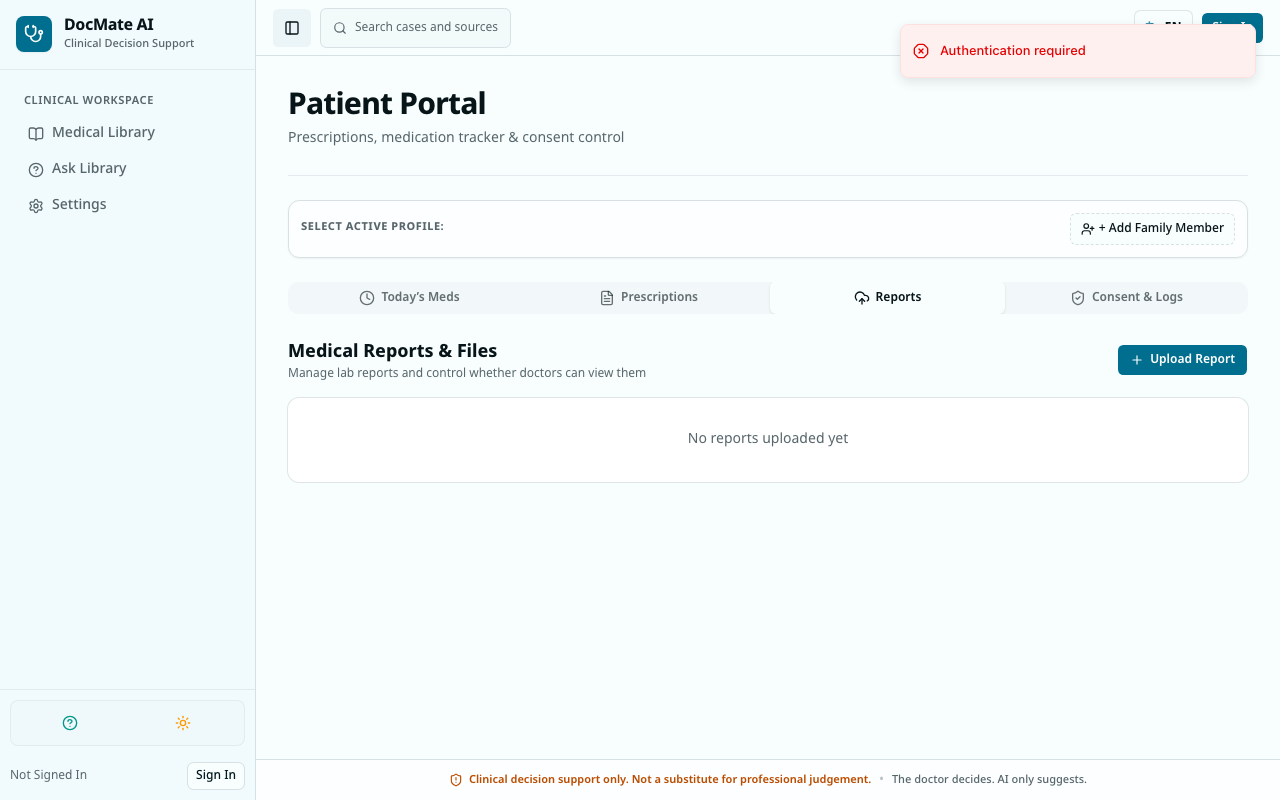 DocMate AI
Clinical Decision Support
CLINICAL WORKSPACE
Medical Library
Ask Library
Settings
Not Signed In
Sign In
Search cases and sources
Authentication required
Patient Portal
Prescriptions, medication tracker & consent control
SELECT ACTIVE PROFILE:
+ Add Family Member
Today's Meds
Prescriptions
Reports
Consent & Logs
Medical Reports & Files
Manage lab reports and control whether doctors can view them
Upload Report
No reports uploaded yet
Clinical decision support only. Not a substitute for professional judgement. • The doctor decides. AI only suggests.